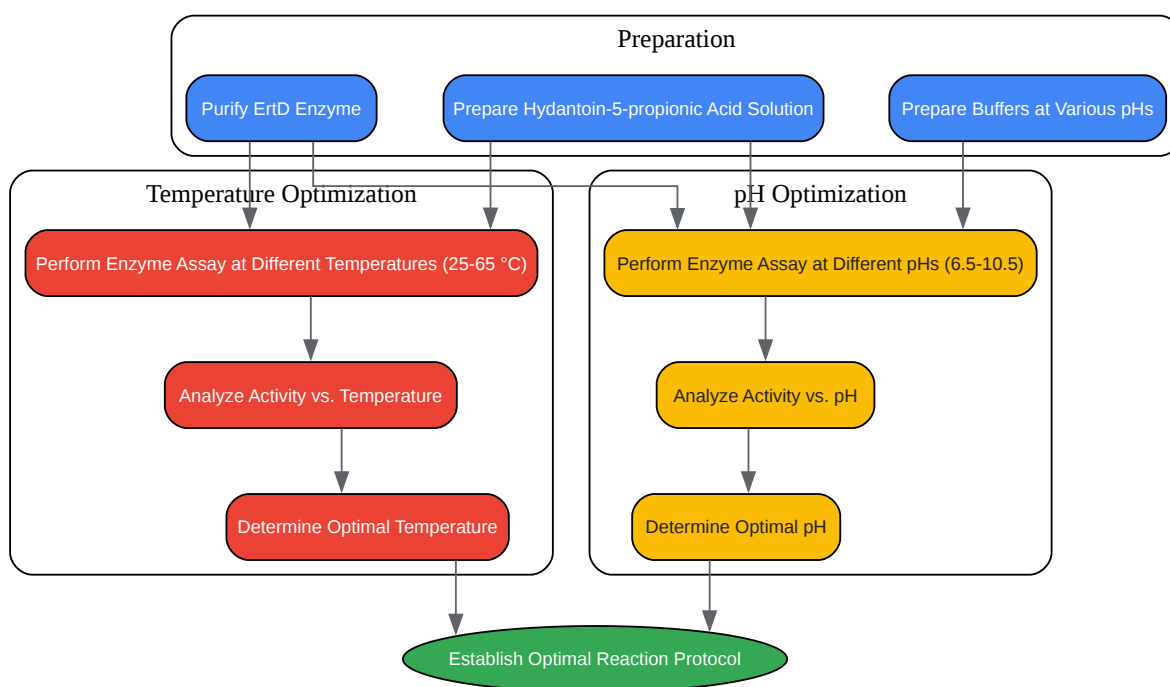 Preparation
Purify ErtD Enzyme
Prepare Hydantoin-5-propionic Acid Solution
Prepare Buffers at Various pHs
Temperature Optimization
pH Optimization
Perform Enzyme Assay at Different Temperatures (25-65 °C)
Perform Enzyme Assay at Different pHs (6.5-10.5)
Analyze Activity vs. Temperature
Analyze Activity vs. pH
Determine Optimal Temperature
Determine Optimal pH
Establish Optimal Reaction Protocol